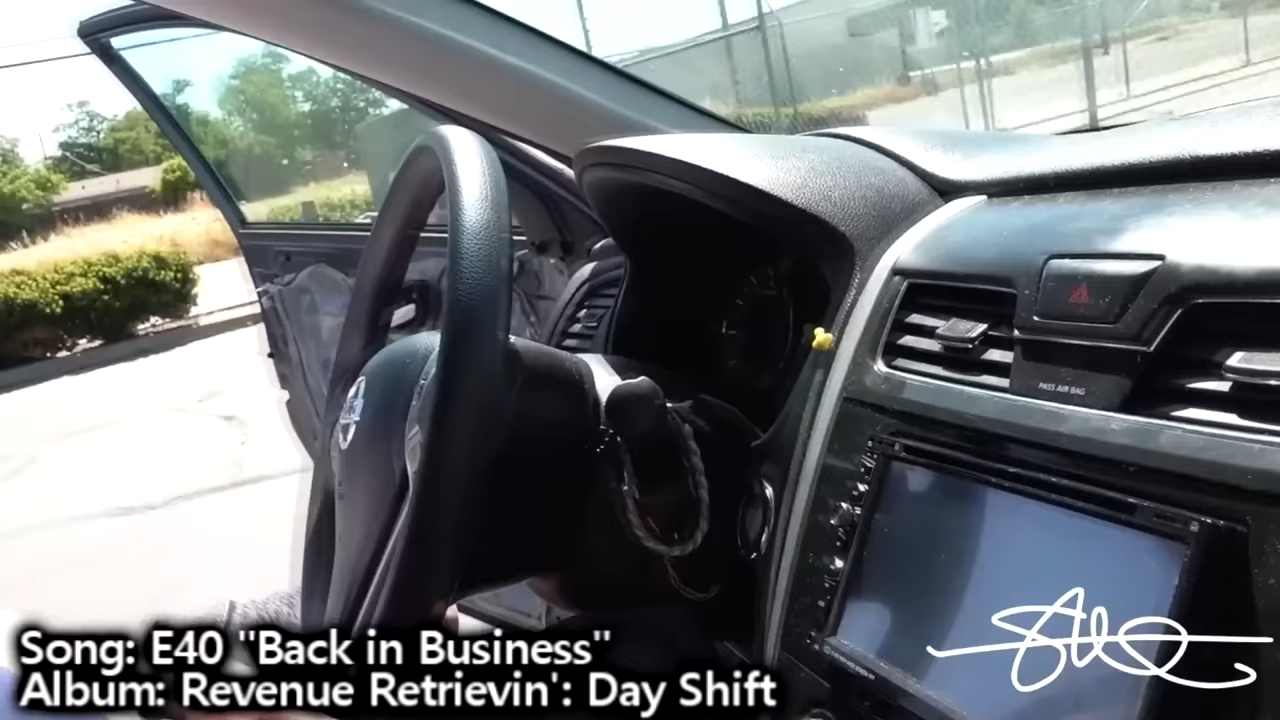 PASS AIR BAG
Song: E40 "Back in Business"
Album: Revenue Retrievin': Day Shift